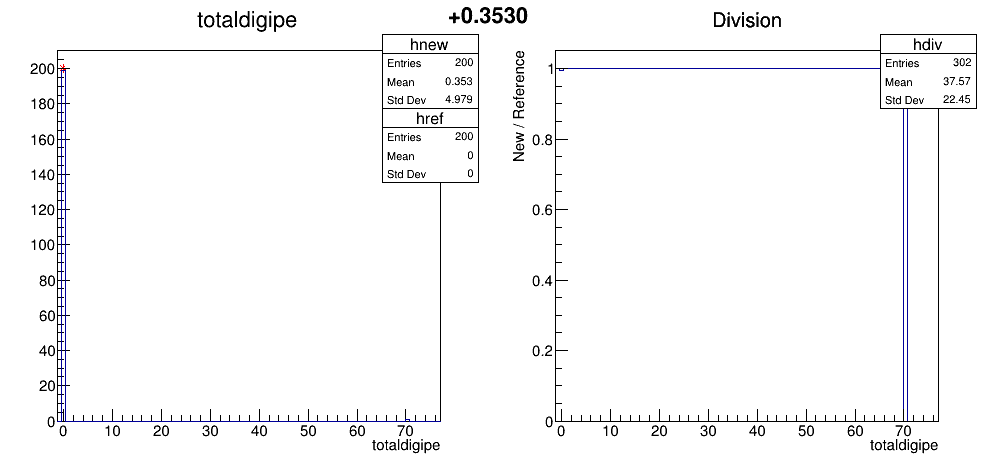 totaldigipe
+0.3530
Division
hnew
Entries 200
Mean 0.353
Std Dev 4.979
href
Entries 200
Mean 0
Std Dev 0
200
180
160
140
120
100
80
60
40
20
0
0 10 20 30 40 50 60 70
totaldigipe
hdiv
Entries 302
Mean 37.57
Std Dev 22.45
New / Reference
1
0.8
0.6
0.4
0.2
0
0 10 20 30 40 50 60 70
totaldigipe